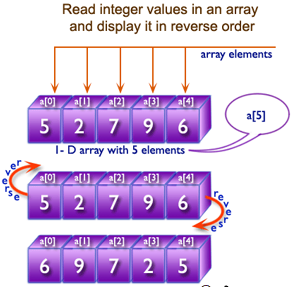 Read integer values in an array
and display it in reverse order
array elements
a[0] a[1] a[2] a[3] a[4]
5 2 7 9 6
a[5]
1- D array with 5 elements
reverse
a[0] a[1] a[2] a[3] a[4]
5 2 7 9 6
reverse
a[0] a[1] a[2] a[3] a[4]
6 9 7 2 5